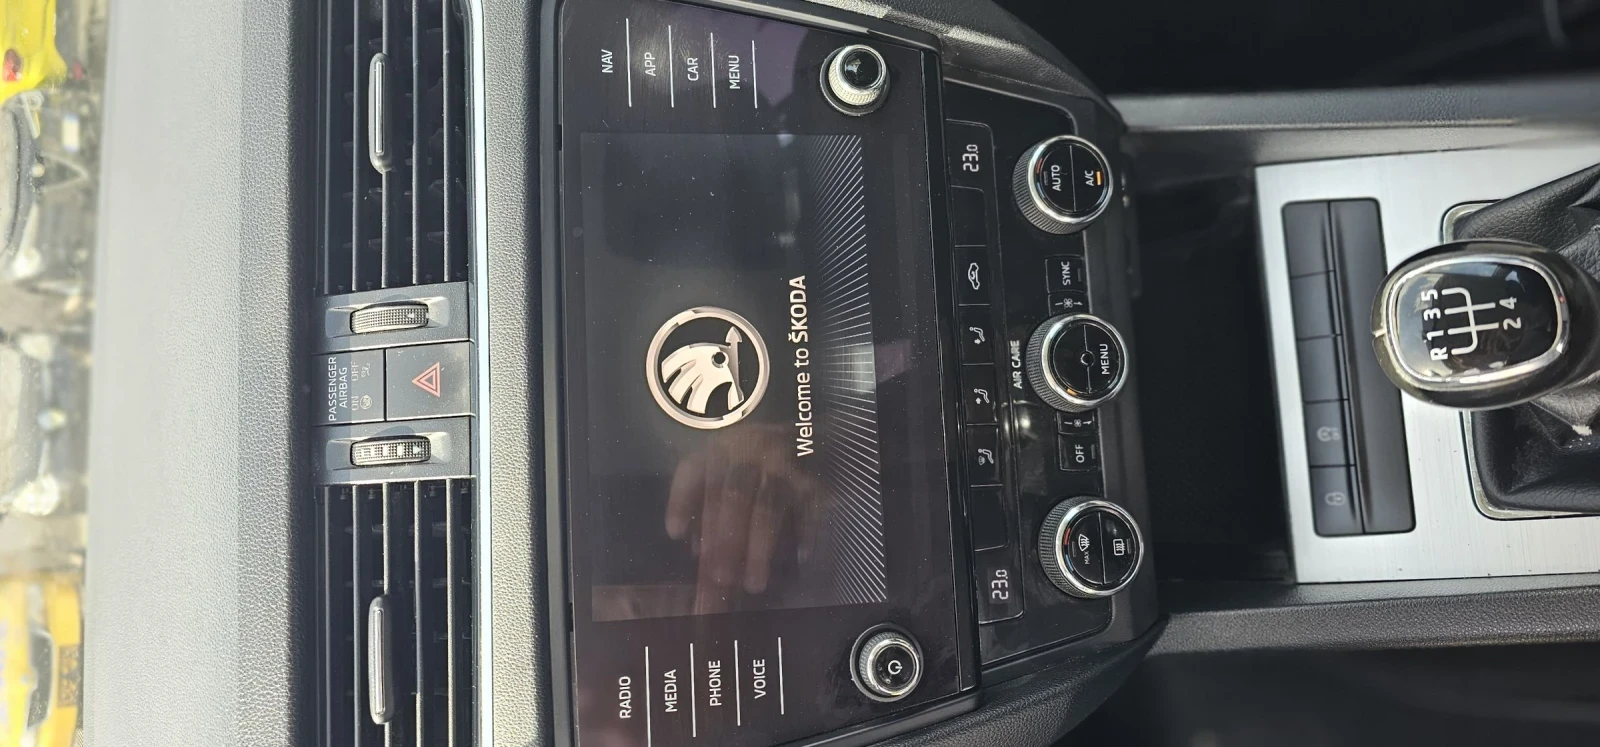 PASSENGER
AIRBAG
ON OFF
RADIO
MEDIA
PHONE
VOICE
NAV
APP
CAR
MENU
Welcome to ŠKODA
23.0
23.0
AIR CARE
MAX
OFF
MENU
SYNC
AUTO
A/C
R 1 3 5
2 4